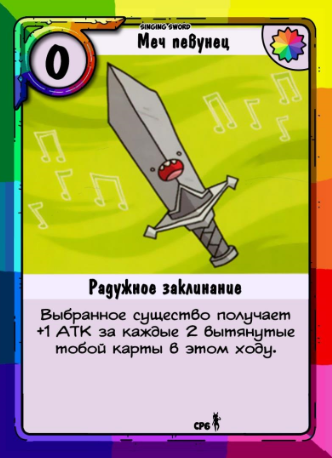 SINGING SWORD
Меч певунец
0
Радужное заклинание
Выбранное существо получает
+1 АТК за каждые 2 вытянутые
тобой карты в этом ходу.
CP6